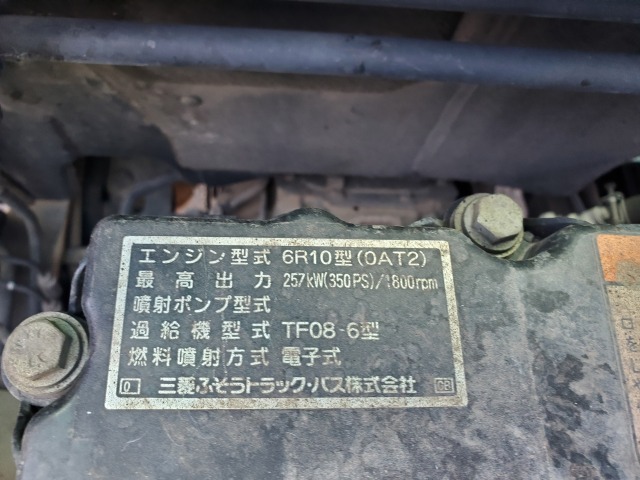 エンジン型式 6R10型(0AT2)
最高出力 257kW(350PS)/1800rpm
噴射ポンプ型式
過給機型式 TF08-6型
燃料噴射方式 電子式
三菱ふそうトラック・バス株式会社